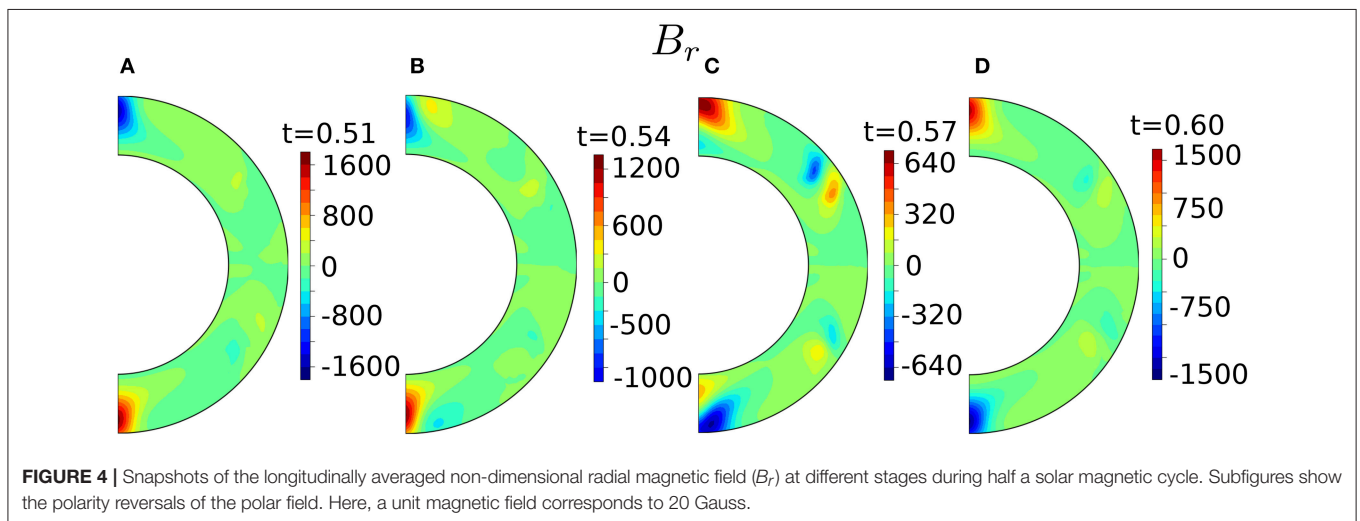 B_r
A
B
C
D
t=0.51
1600
800
0
-800
-1600
t=0.54
1200
600
0
-500
-1000
t=0.57
640
320
0
-320
-640
t=0.60
1500
750
0
-750
-1500
FIGURE 4 | Snapshots of the longitudinally averaged non-dimensional radial magnetic field (B_r) at different stages during half a solar magnetic cycle. Subfigures show
the polarity reversals of the polar field. Here, a unit magnetic field corresponds to 20 Gauss.